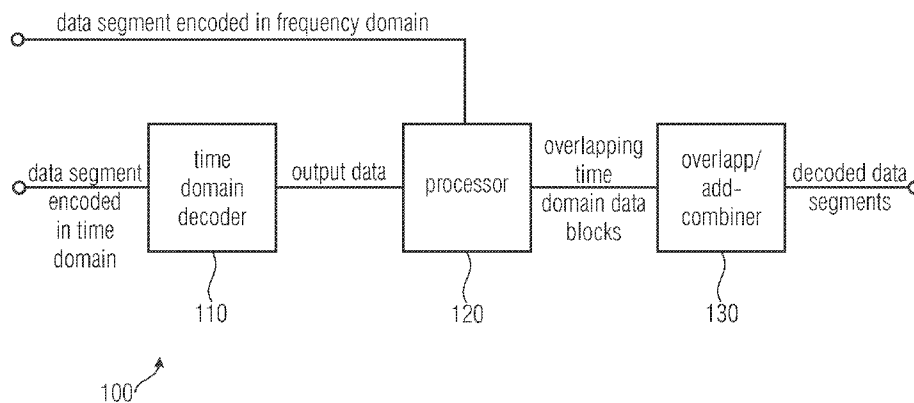 data segment encoded in frequency domain
data segment
encoded
in time
domain
time
domain
decoder
output data
processor
overlapping
time
domain data
blocks
overlapp/
add-
combiner
decoded data
segments
110
120
130
100